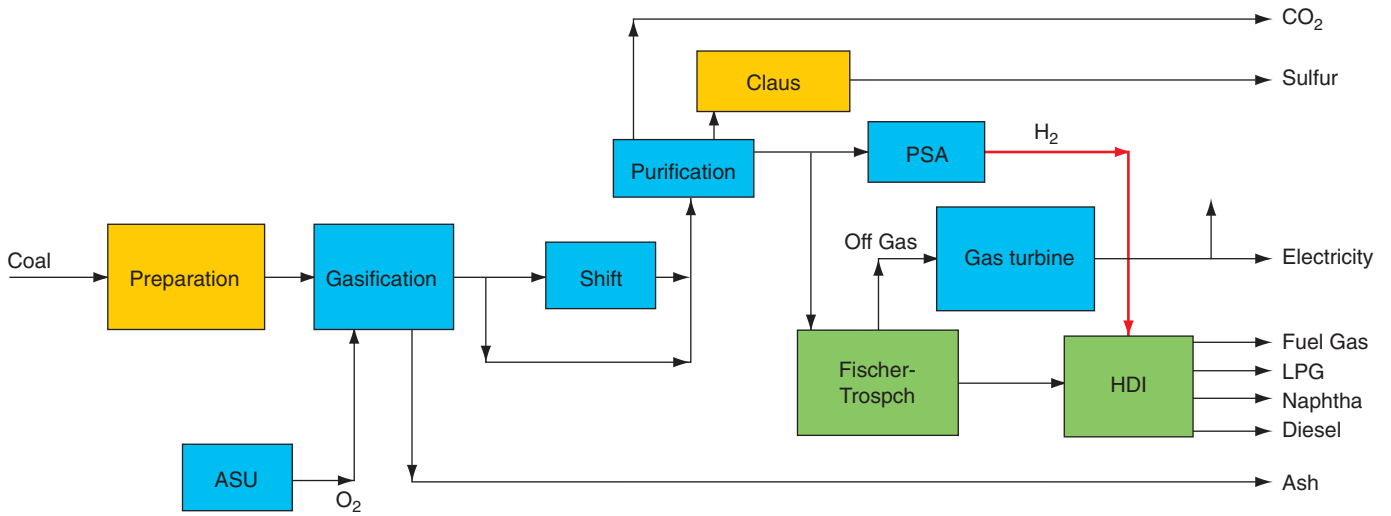 CO₂
Claus
Sulfur
Purification
PSA
H₂
Coal
Preparation
Gasification
Shift
Off Gas
Gas turbine
Electricity
Fischer-
Trospch
HDI
Fuel Gas
LPG
Naphtha
Diesel
ASU
O₂
Ash